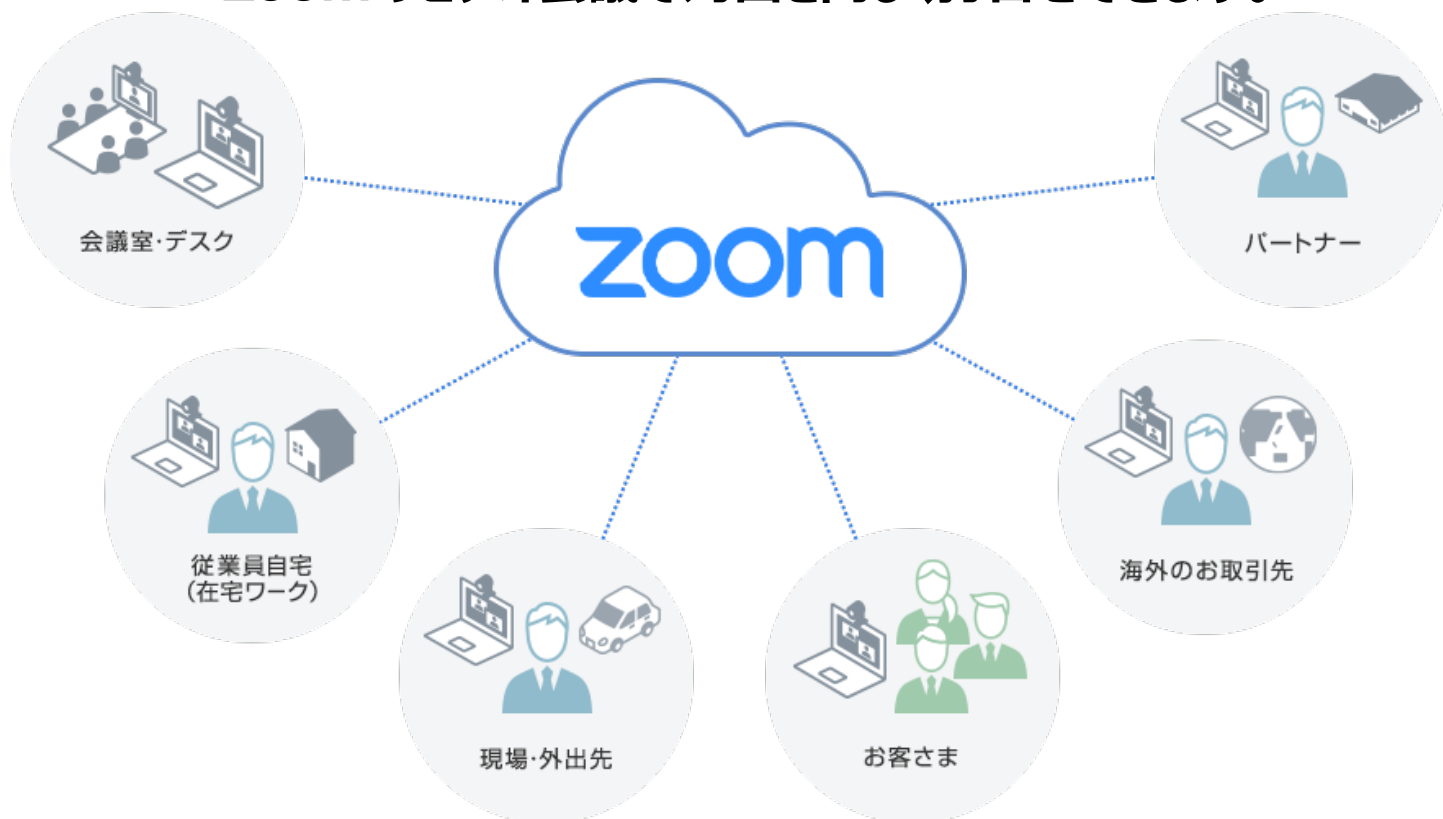 zoom
会議室・デスク
パートナー
従業員自宅
(在宅ワーク)
海外のお取引先
現場・外出先
お客さま